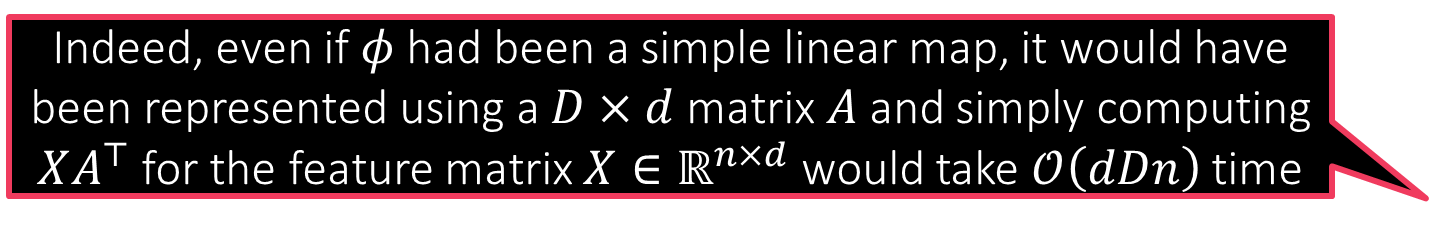 Indeed, even if ϕ had been a simple linear map, it would have
been represented using a D × d matrix A and simply computing
XA⊤ for the feature matrix X ∈ ℝⁿˣᵈ would take 𝒪(dDn) time